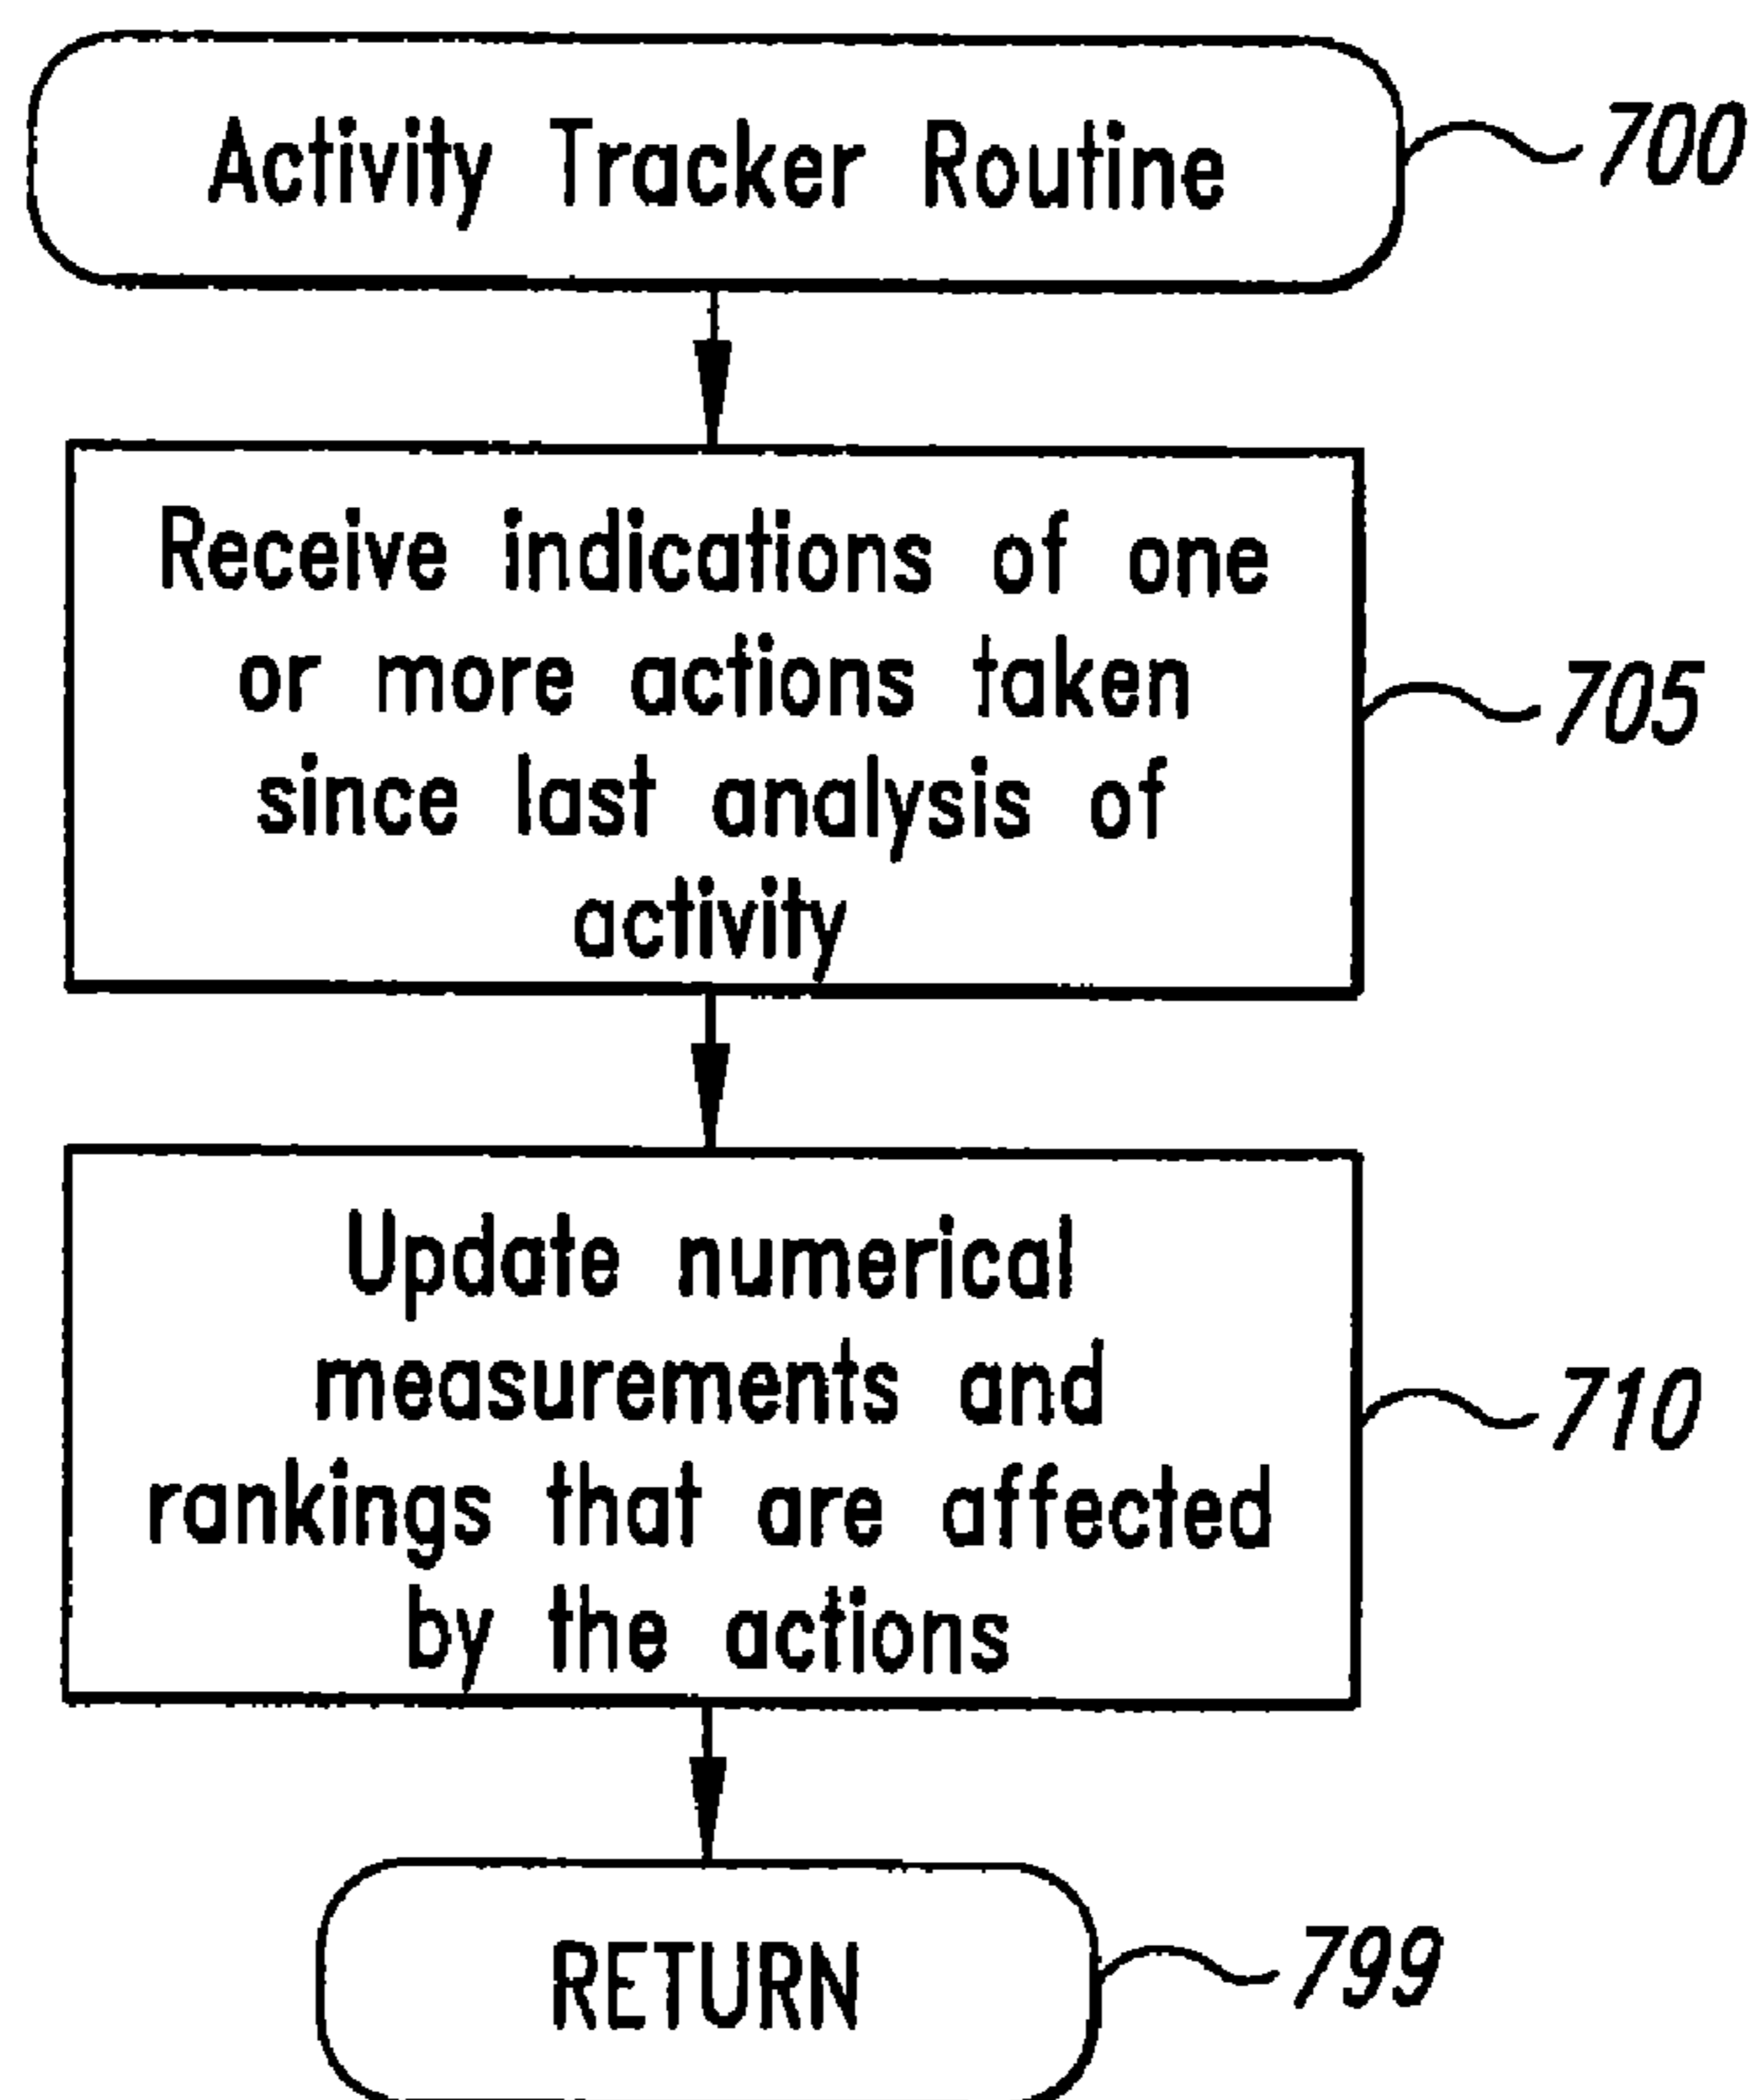 Activity Tracker Routine
700
Receive indications of one
or more actions taken
since last analysis of
activity
705
Update numerical
measurements and
rankings that are affected
by the actions
710
RETURN
799